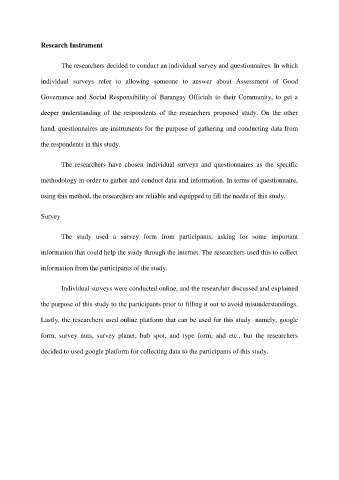 Research Instrument
The researchers decided to conduct an individual survey and questionnaires. In which
individual surveys refer to allowing someone to answer about Assessment of Good
Governance and Social Responsibility of Barangay Officials to their Community, to get a
deeper understanding of the respondents of the researchers proposed study. On the other
hand, questionnaires are instruments for the purpose of gathering and conducting data from
the respondents in this study.
The researchers have chosen individual surveys and questionnaires as the specific
methodology in order to gather and conduct data and information. In terms of questionnaire,
using this method, the researchers are reliable and equipped to fill the needs of this study.
Survey
The study used a survey form from participants, asking for some important
information that could help the study through the internet. The researchers used this to collect
information from the participants of the study.
Individual surveys were conducted online, and the researcher discussed and explained
the purpose of this study to the participants prior to filling it out to avoid misunderstandings.
Lastly, the researchers used online platform that can be used for this study namely, google
form, survey nuts, survey planet, hub spot, and type form, and etc., but the researchers
decided to used google platform for collecting data to the participants of this study.